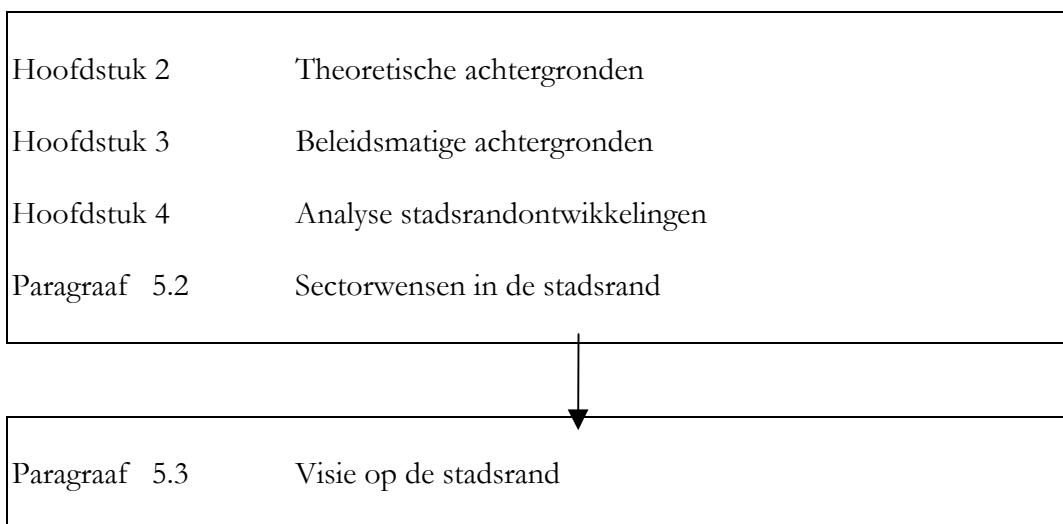 Hoofdstuk 2 Theoretische achtergronden
Hoofdstuk 3 Beleidsmatige achtergronden
Hoofdstuk 4 Analyse stadsrandontwikkelingen
Paragraaf 5.2 Sectorwensen in de stadsrand
Paragraaf 5.3 Visie op de stadsrand